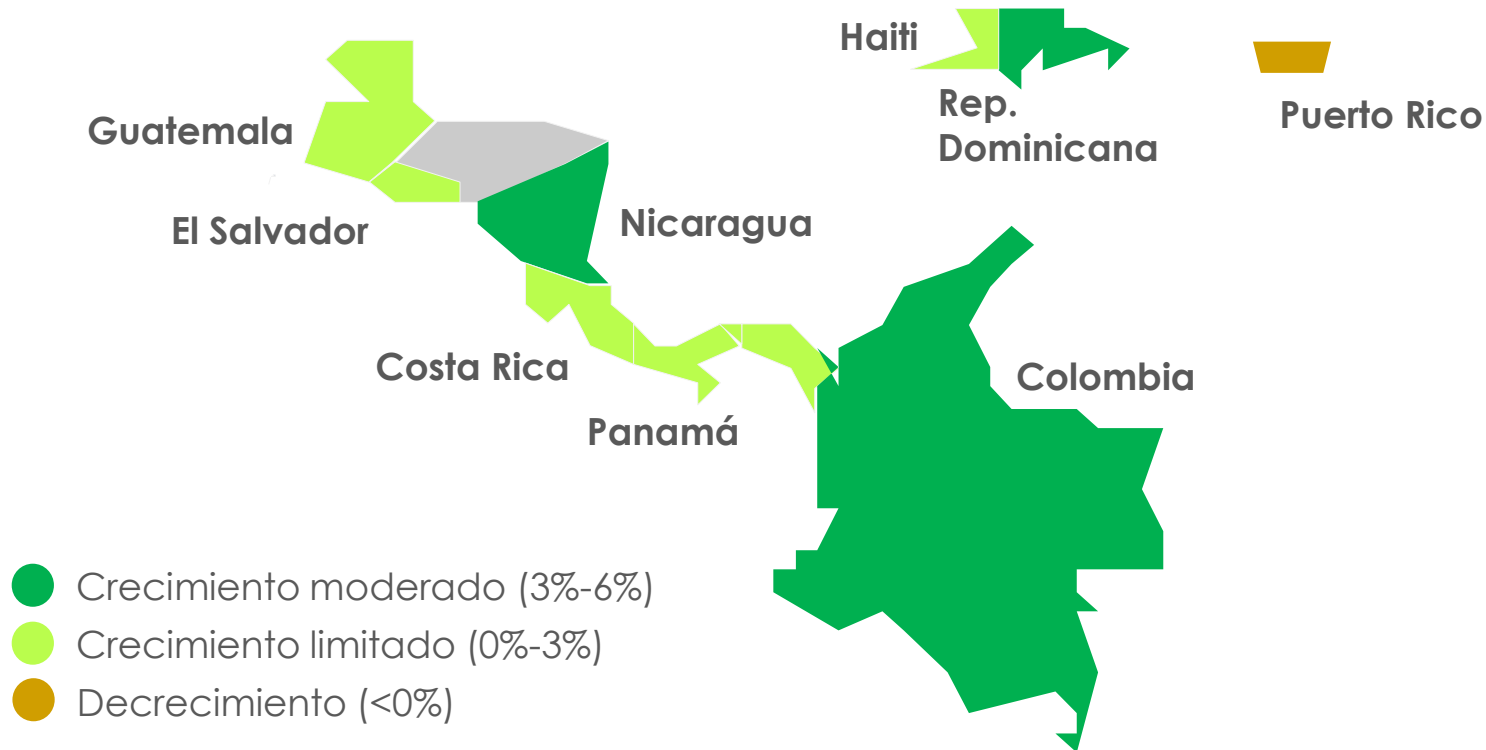 Haiti
Rep.
Dominicana
Puerto Rico
Guatemala
El Salvador
Nicaragua
Costa Rica
Panamá
Colombia
Crecimiento moderado (3%-6%)
Crecimiento limitado (0%-3%)
Decrecimiento (<0%)